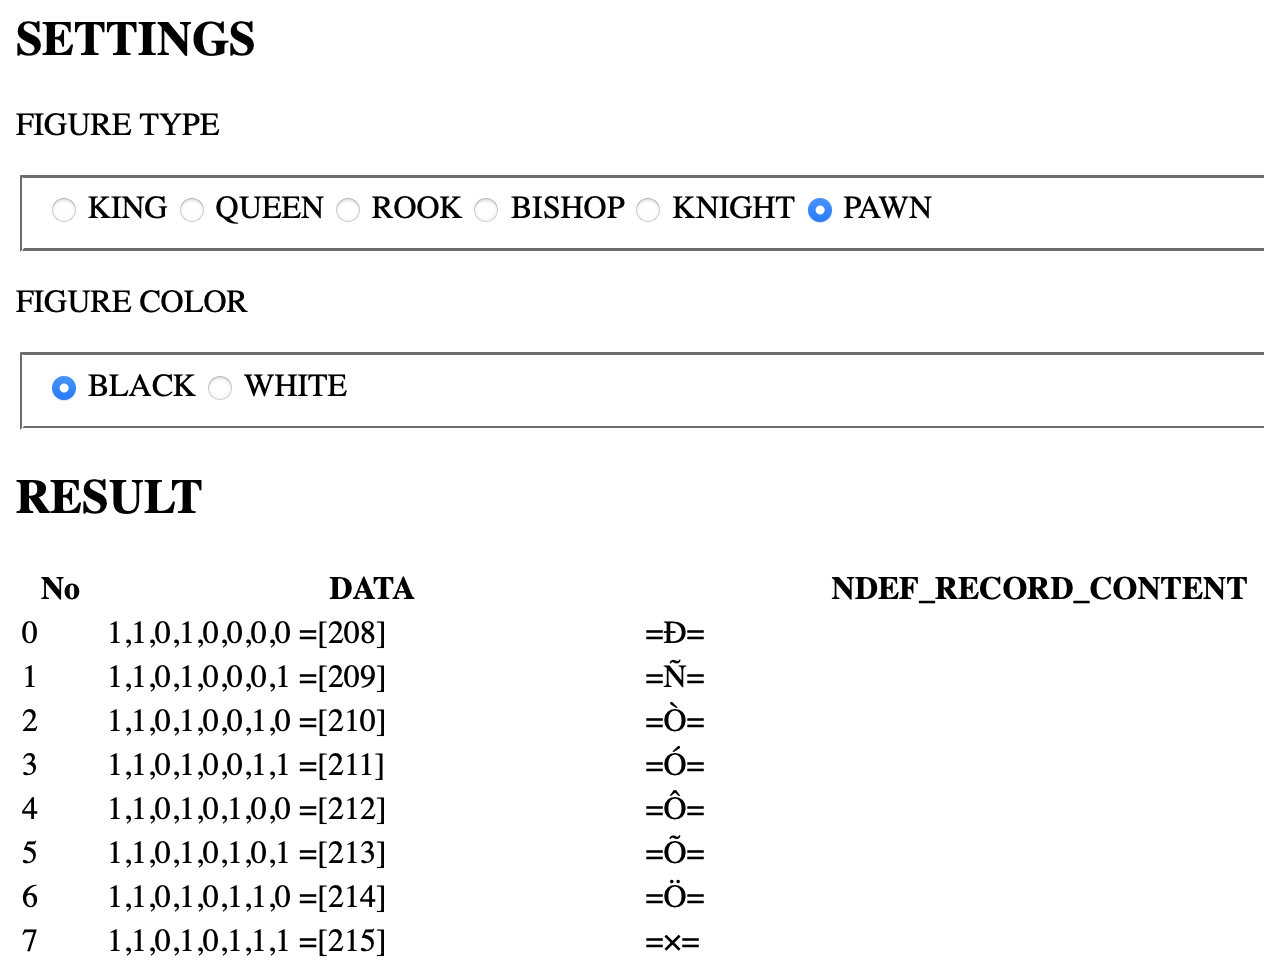 SETTINGS
FIGURE TYPE
KING QUEEN ROOK BISHOP KNIGHT PAWN
FIGURE COLOR
BLACK WHITE
RESULT
No DATA NDEF_RECORD_CONTENT
0 1,1,0,1,0,0,0,0 =[208] =Ð=
1 1,1,0,1,0,0,0,1 =[209] =Ñ=
2 1,1,0,1,0,0,1,0 =[210] =Ò=
3 1,1,0,1,0,0,1,1 =[211] =Ó=
4 1,1,0,1,0,1,0,0 =[212] =Ô=
5 1,1,0,1,0,1,0,1 =[213] =Õ=
6 1,1,0,1,0,1,1,0 =[214] =Ö=
7 1,1,0,1,0,1,1,1 =[215] =×=